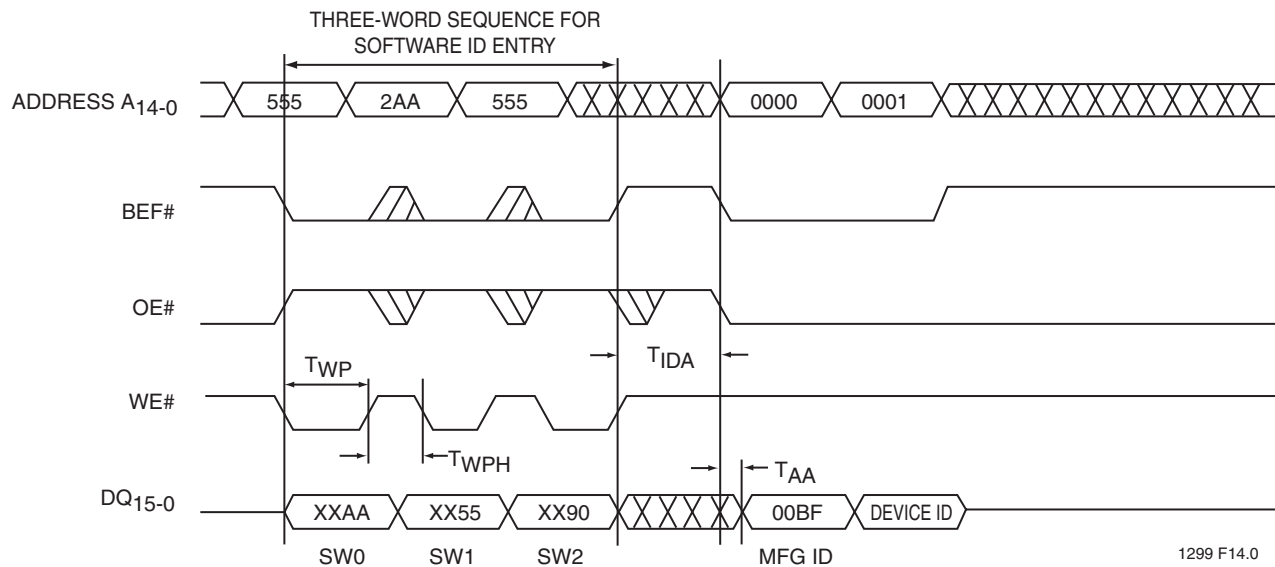 THREE-WORD SEQUENCE FOR
SOFTWARE ID ENTRY
ADDRESS A14-0
555 2AA 555 0000 0001
BEF#
OE#
TWP
TIDA
WE#
TWPH
TAA
DQ15-0
XXAA XX55 XX90 00BF DEVICE ID
SW0 SW1 SW2 MFG ID
1299 F14.0